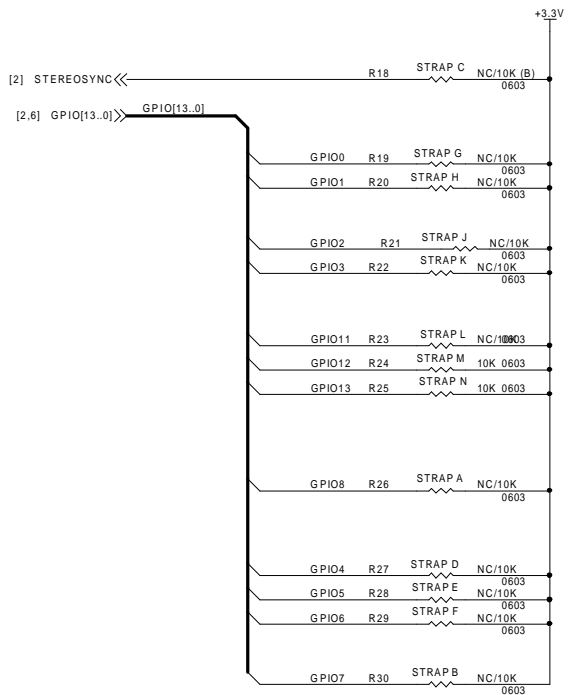 +3.3V
[2] STEREOSYNC R18 STRAP C NC/10K (B) 0603
[2,6] GPIO[13..0] GPIO[13..0]
GPIO0 R19 STRAP G NC/10K 0603
GPIO1 R20 STRAP H NC/10K 0603
GPIO2 R21 STRAP J NC/10K 0603
GPIO3 R22 STRAP K NC/10K 0603
GPIO11 R23 STRAP L NC/10K 0603
GPIO12 R24 STRAP M 10K 0603
GPIO13 R25 STRAP N 10K 0603
GPIO8 R26 STRAP A NC/10K 0603
GPIO4 R27 STRAP D NC/10K 0603
GPIO5 R28 STRAP E NC/10K 0603
GPIO6 R29 STRAP F NC/10K 0603
GPIO7 R30 STRAP B NC/10K 0603